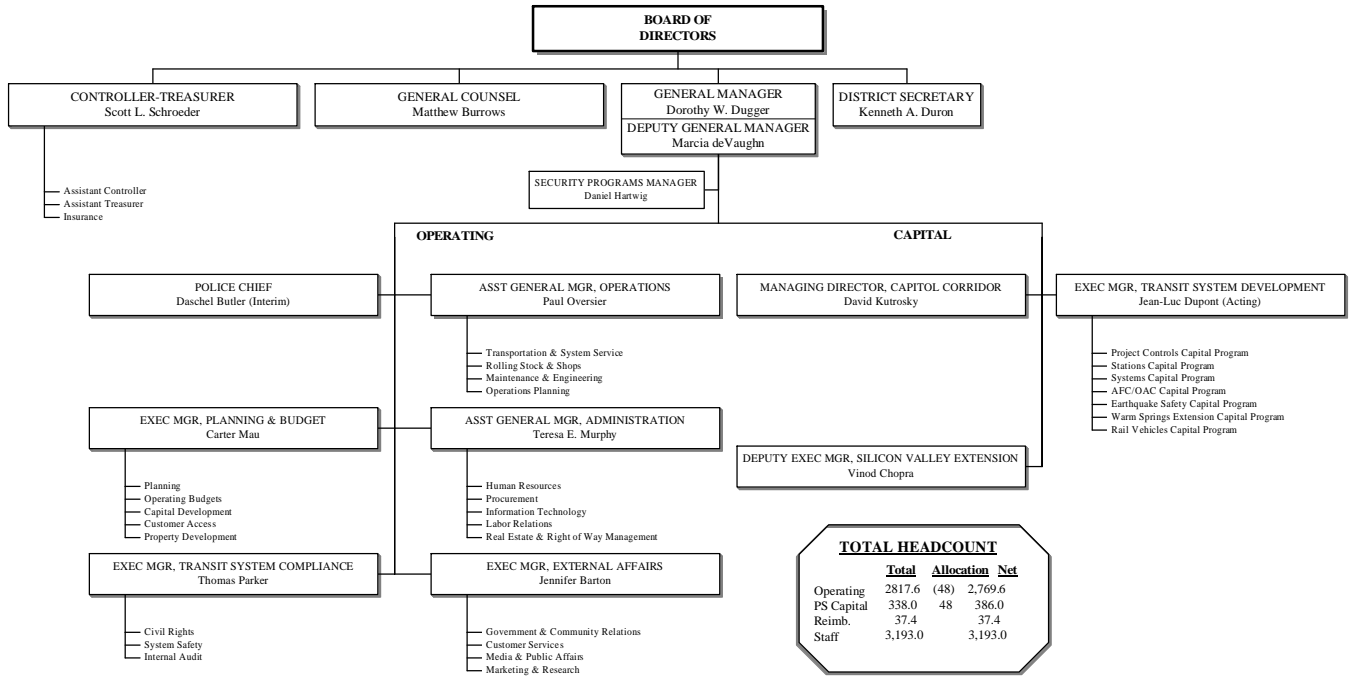 BOARD OF
DIRECTORS
CONTROLLER-TREASURER
Scott L. Schroeder
GENERAL COUNSEL
Matthew Burrows
GENERAL MANAGER
Dorothy W. Dugger
DEPUTY GENERAL MANAGER
Marcia deVaughn
DISTRICT SECRETARY
Kenneth A. Duron
Assistant Controller
Assistant Treasurer
Insurance
SECURITY PROGRAMS MANAGER
Daniel Hartwig
OPERATING
CAPITAL
POLICE CHIEF
Daschel Butler (Interim)
ASST GENERAL MGR, OPERATIONS
Paul Oversier
Transportation & System Service
Rolling Stock & Shops
Maintenance & Engineering
Operations Planning
MANAGING DIRECTOR, CAPITOL CORRIDOR
David Kutrosky
EXEC MGR, TRANSIT SYSTEM DEVELOPMENT
Jean-Luc Dupont (Acting)
Project Controls Capital Program
Stations Capital Program
Systems Capital Program
AFC/OAC Capital Program
Earthquake Safety Capital Program
Warm Springs Extension Capital Program
Rail Vehicles Capital Program
EXEC MGR, PLANNING & BUDGET
Carter Mau
Planning
Operating Budgets
Capital Development
Customer Access
Property Development
ASST GENERAL MGR, ADMINISTRATION
Teresa E. Murphy
Human Resources
Procurement
Information Technology
Labor Relations
Real Estate & Right of Way Management
DEPUTY EXEC MGR, SILICON VALLEY EXTENSION
Vinod Chopra
EXEC MGR, TRANSIT SYSTEM COMPLIANCE
Thomas Parker
Civil Rights
System Safety
Internal Audit
EXEC MGR, EXTERNAL AFFAIRS
Jennifer Barton
Government & Community Relations
Customer Services
Media & Public Affairs
Marketing & Research
TOTAL HEADCOUNT
Total Allocation Net
Operating 2817.6 (48) 2,769.6
PS Capital 338.0 48 386.0
Reimb. 37.4 37.4
Staff 3,193.0 3,193.0